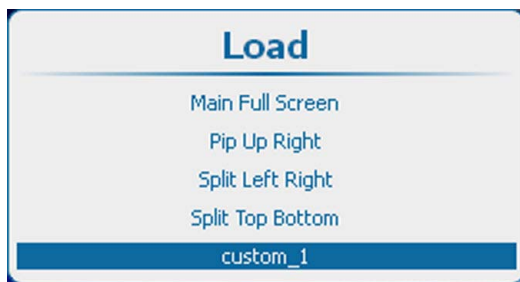 Load
Main Full Screen
Pip Up Right
Split Left Right
Split Top Bottom
custom_1